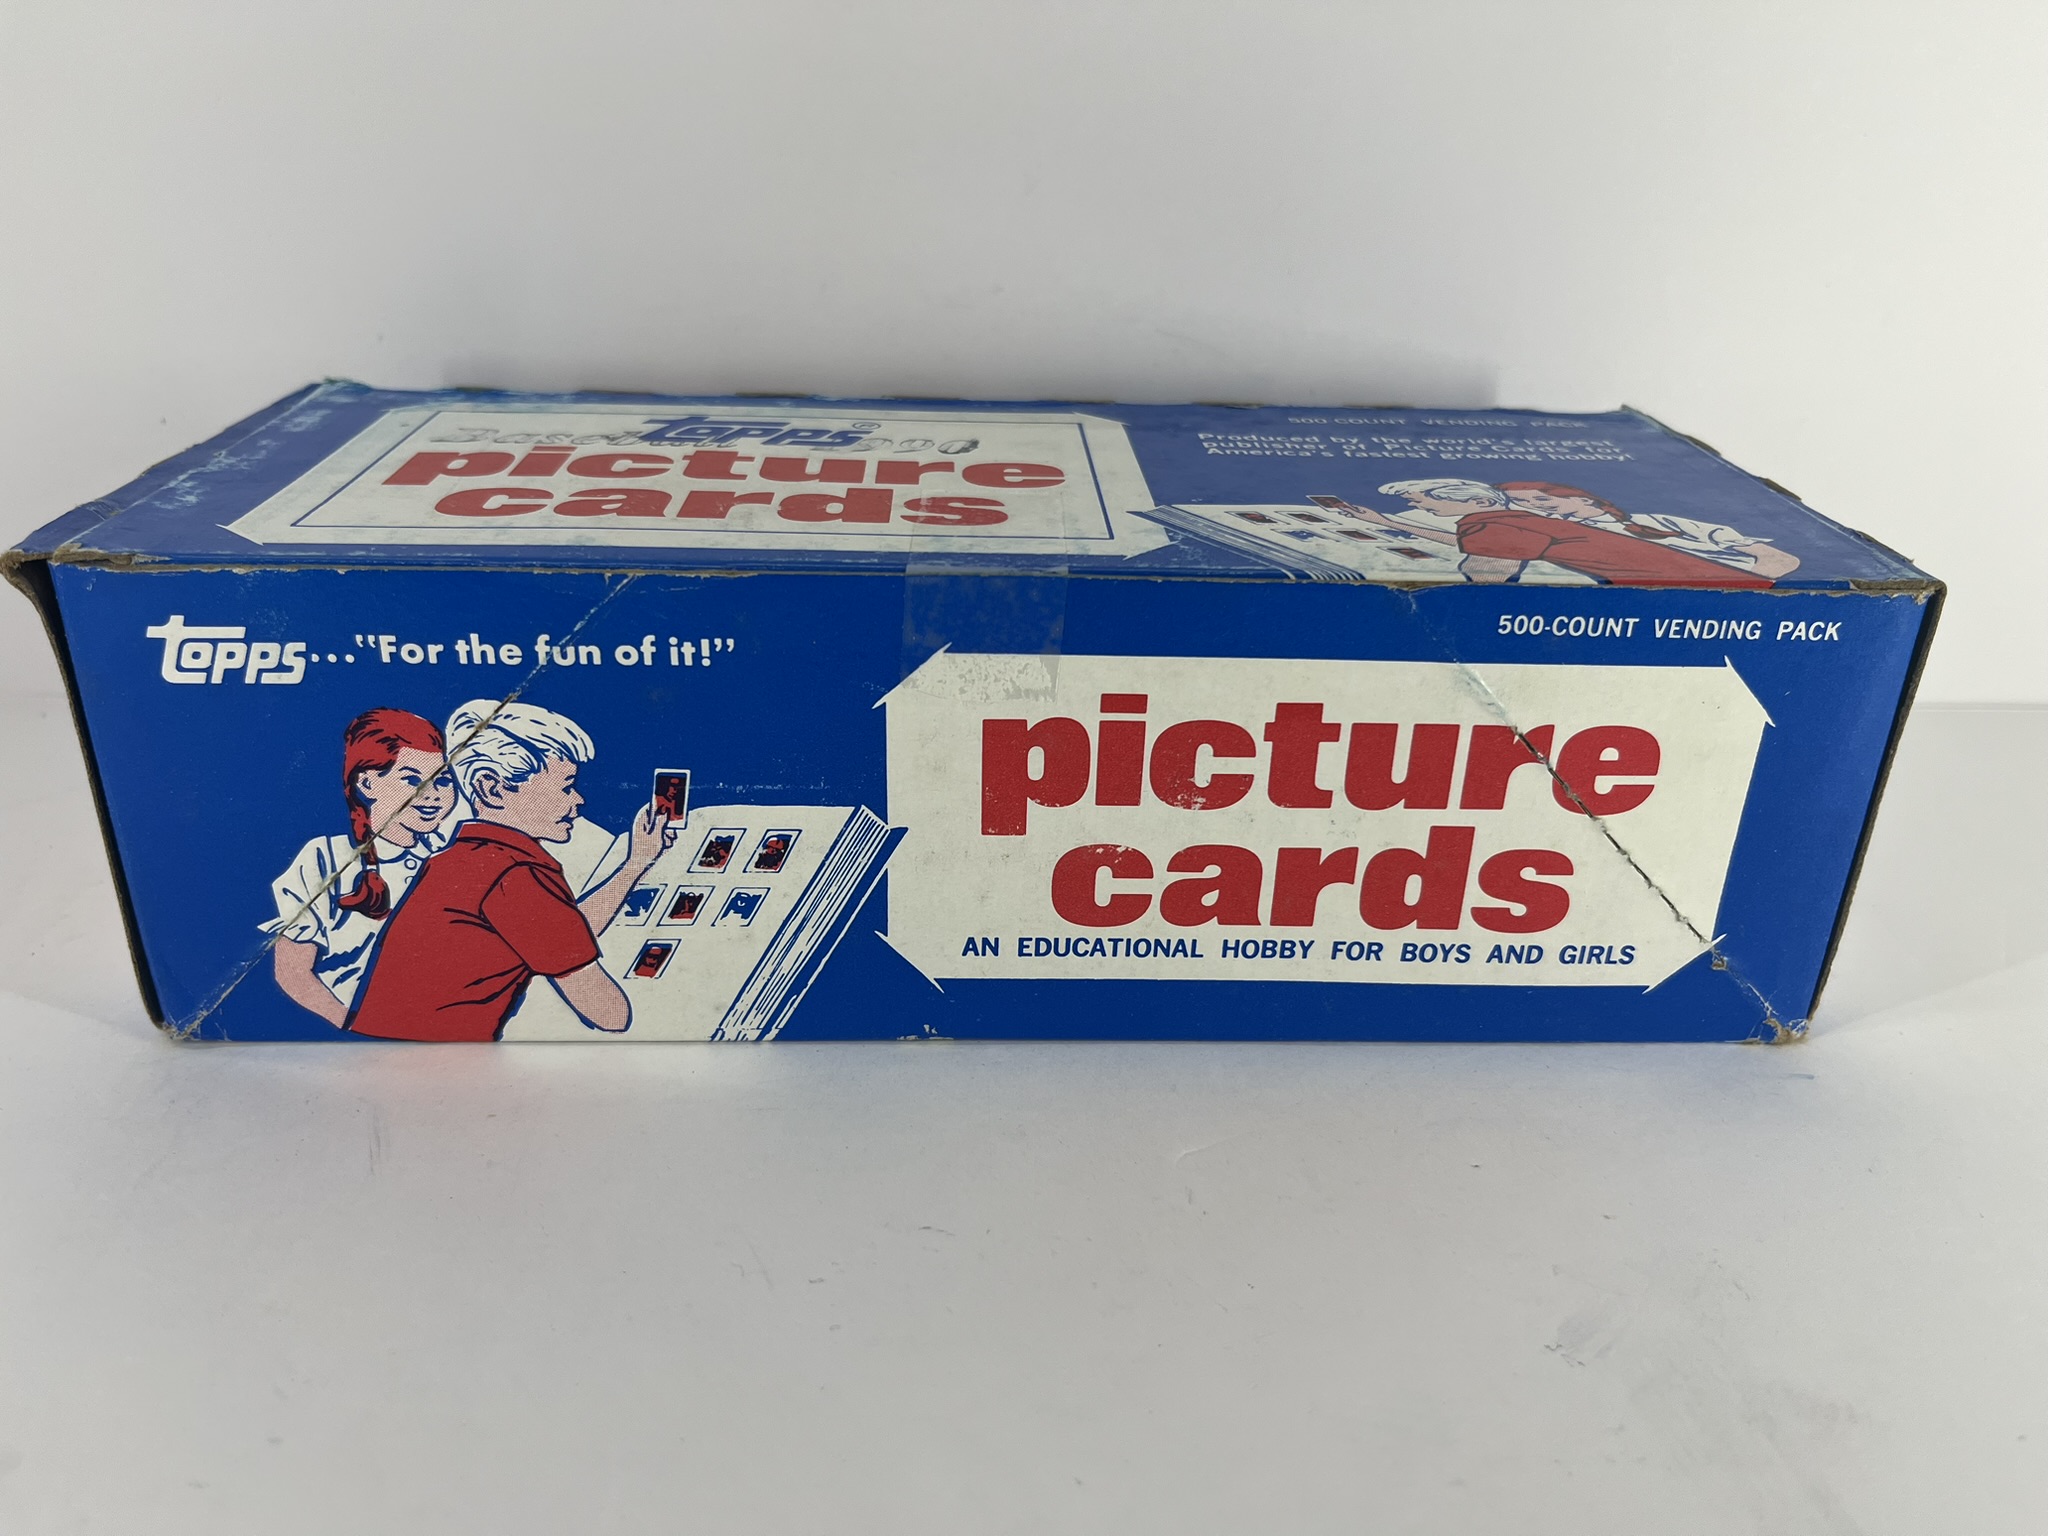 Topps®
Baseball 1990
picture
cards
500-COUNT VENDING PACK
Produced by the world's largest
publisher of Picture Cards for
America's fastest growing hobby!
Topps..."For the fun of it!"
500-COUNT VENDING PACK
picture
cards
AN EDUCATIONAL HOBBY FOR BOYS AND GIRLS